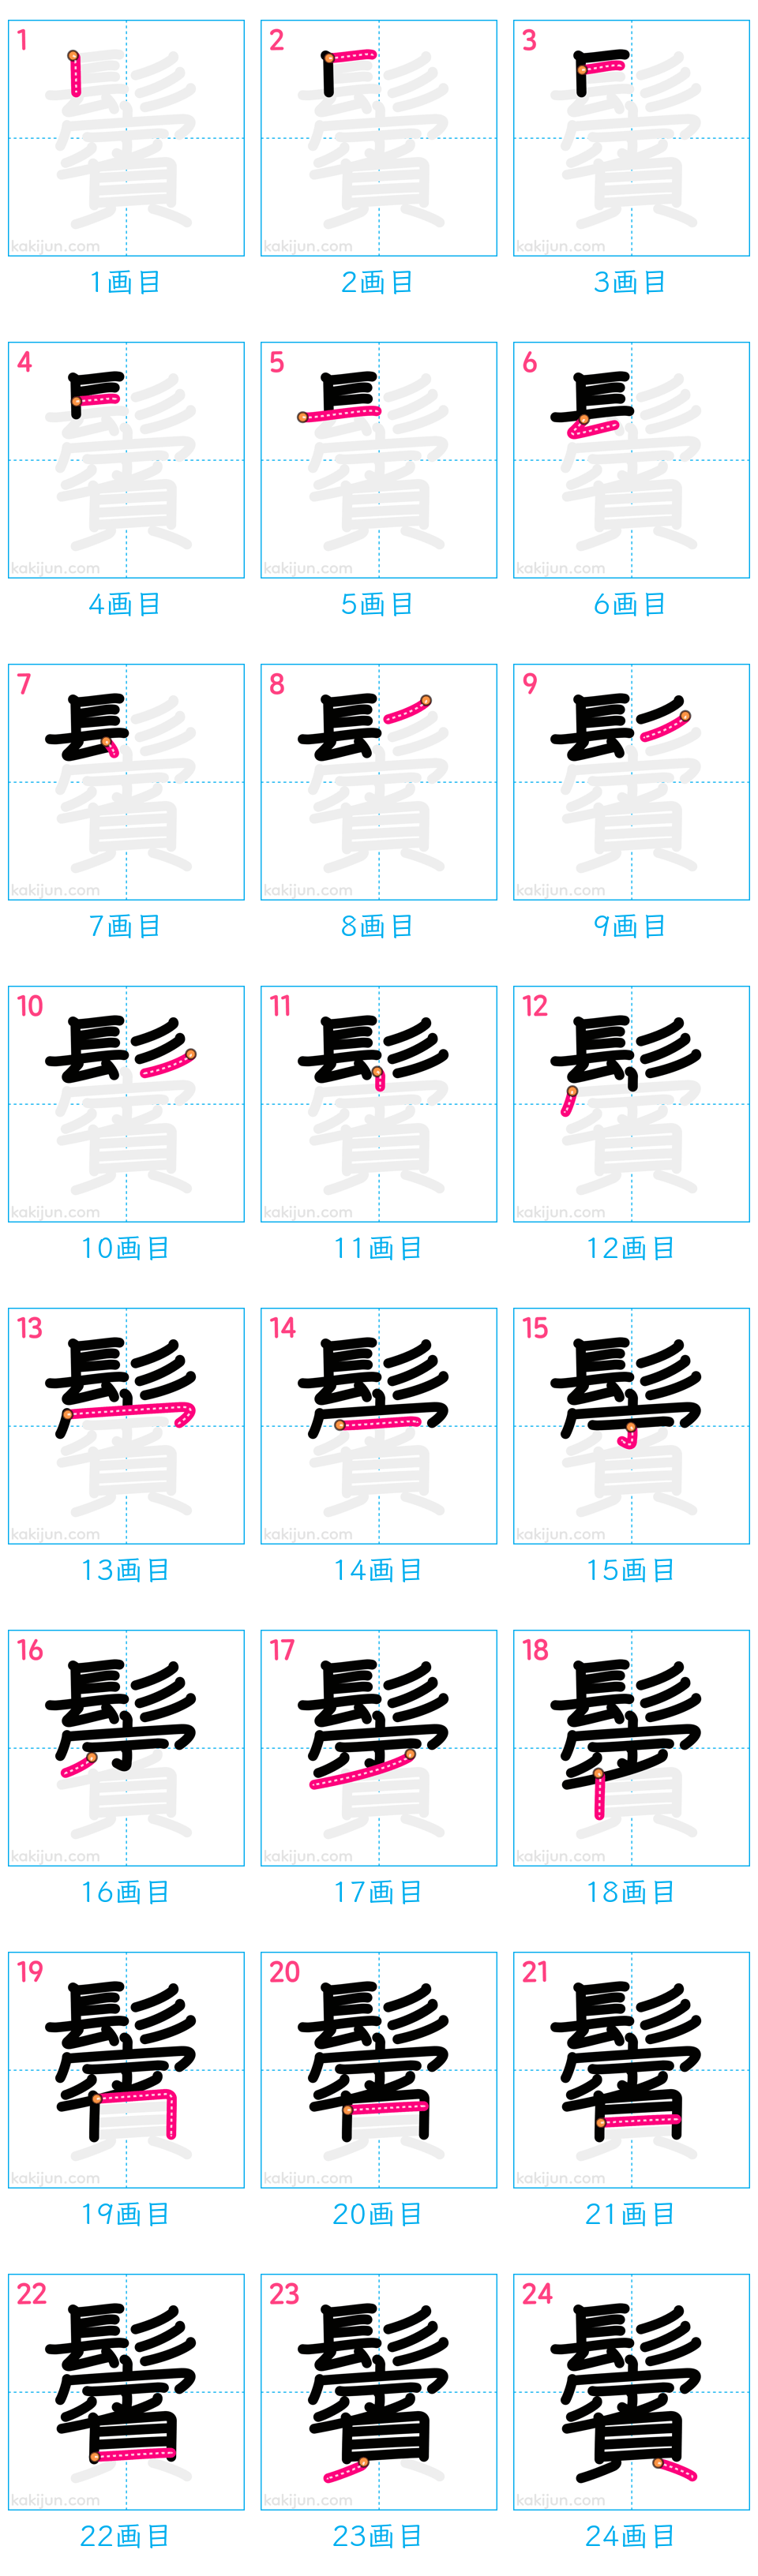 1 2 3
kakijun.com kakijun.com kakijun.com
1画目 2画目 3画目
4 5 6
kakijun.com kakijun.com kakijun.com
4画目 5画目 6画目
7 8 9
kakijun.com kakijun.com kakijun.com
7画目 8画目 9画目
10 11 12
kakijun.com kakijun.com kakijun.com
10画目 11画目 12画目
13 14 15
kakijun.com kakijun.com kakijun.com
13画目 14画目 15画目
16 17 18
kakijun.com kakijun.com kakijun.com
16画目 17画目 18画目
19 20 21
kakijun.com kakijun.com kakijun.com
19画目 20画目 21画目
22 23 24
鬢
kakijun.com kakijun.com kakijun.com
22画目 23画目 24画目